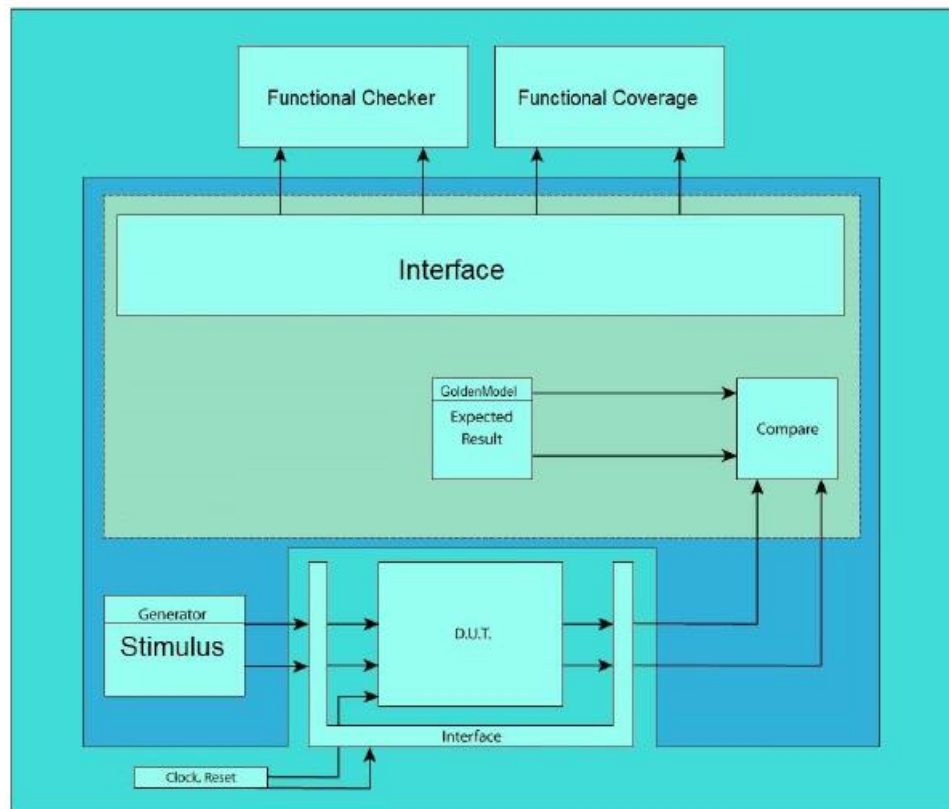 Functional Checker
Functional Coverage
Interface
GoldenModel
Expected
Result
Compare
Generator
Stimulus
D.U.T.
Interface
Clock, Reset